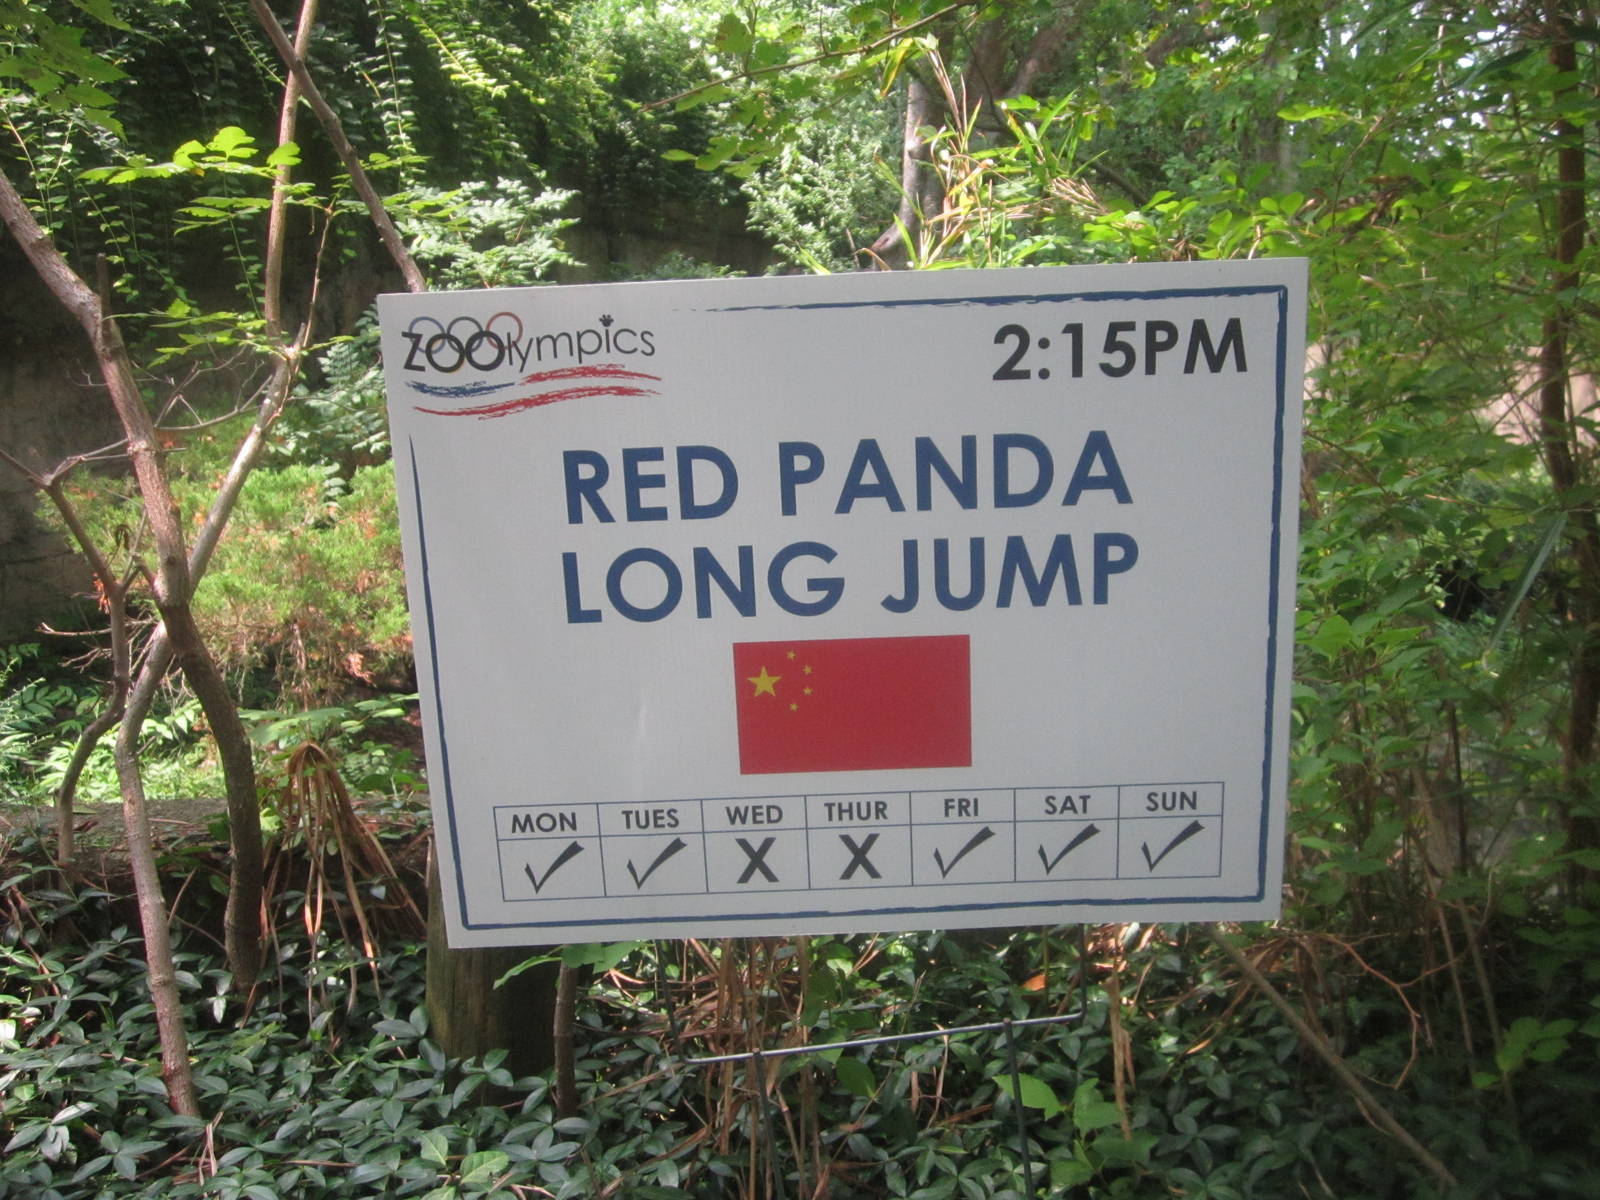 ZOOlympics
2:15PM
RED PANDA
LONG JUMP
MON TUES WED THUR FRI SAT SUN
✓ ✓ X X ✓ ✓ ✓